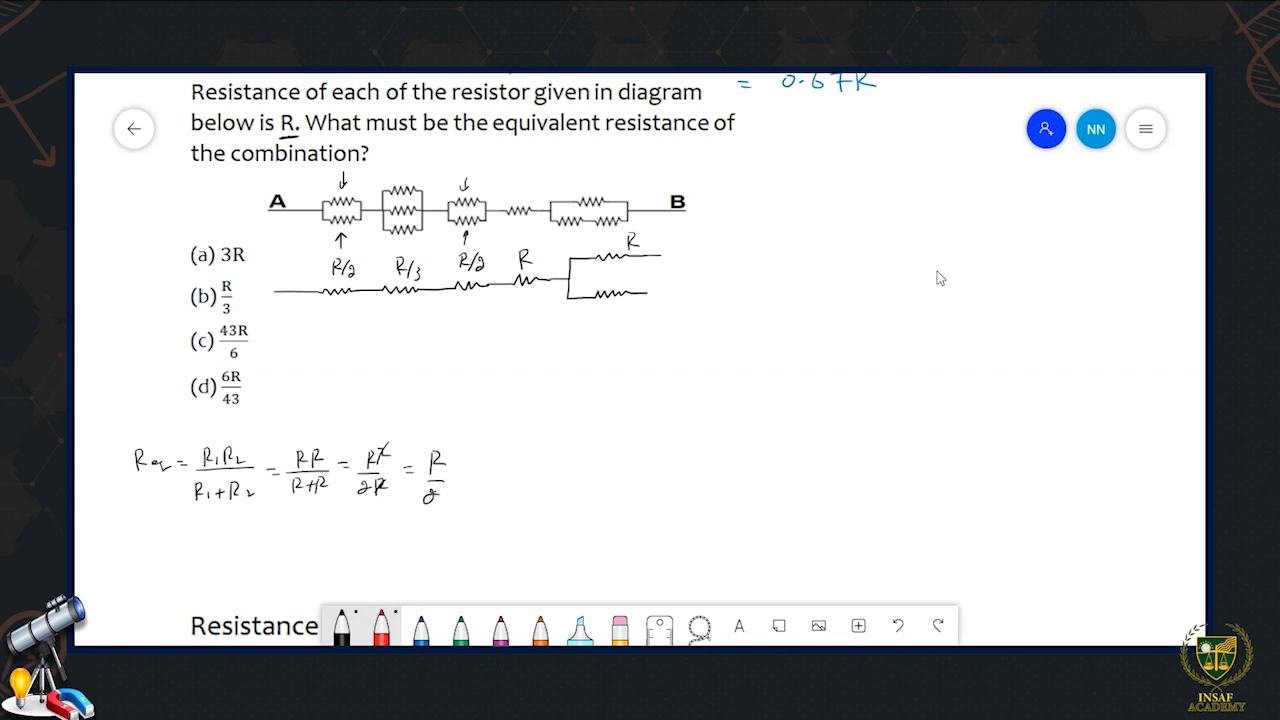 = 0.67R
Resistance of each of the resistor given in diagram
below is R. What must be the equivalent resistance of
the combination?
NN
A B
(a) 3R
R/2 R/3 R/2 R R
(b) R/3
(c) 43R/6
(d) 6R/43
Req = R1R2/R1+R2 = RR/R+R = R²/2R = R/2
Resistance
A
INSAF
ACADEMY